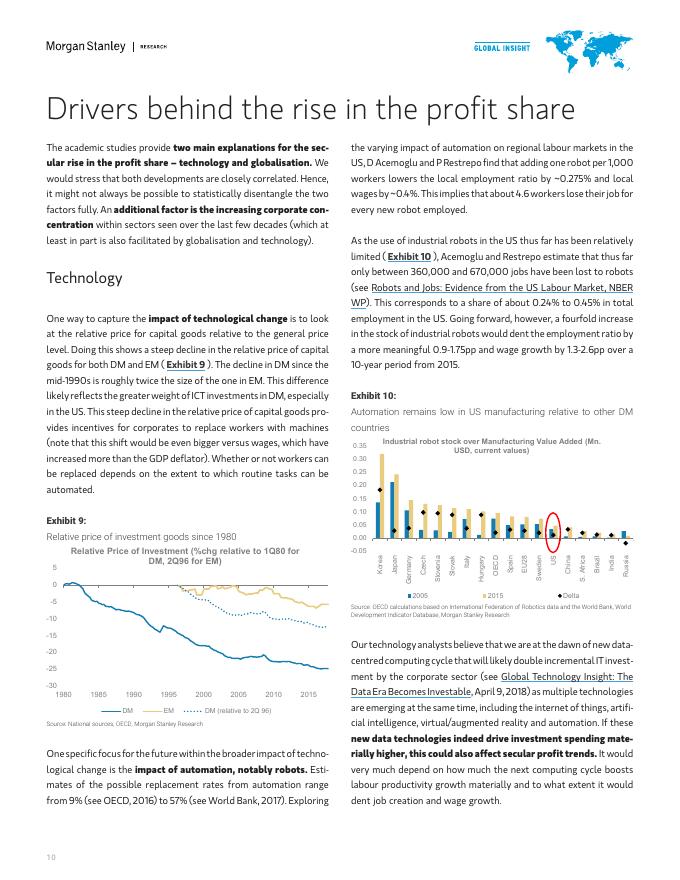 Morgan Stanley | RESEARCH
GLOBAL INSIGHT
Drivers behind the rise in the profit share
The academic studies provide two main explanations for the sec-
ular rise in the profit share – technology and globalisation. We
would stress that both developments are closely correlated. Hence,
it might not always be possible to statistically disentangle the two
factors fully. An additional factor is the increasing corporate con-
centration within sectors seen over the last few decades (which at
least in part is also facilitated by globalisation and technology).
Technology
One way to capture the impact of technological change is to look
at the relative price for capital goods relative to the general price
level. Doing this shows a steep decline in the relative price of capital
goods for both DM and EM ( Exhibit 9 ). The decline in DM since the
mid-1990s is roughly twice the size of the one in EM. This difference
likely reflects the greater weight of ICT investments in DM, especially
in the US. This steep decline in the relative price of capital goods pro-
vides incentives for corporates to replace workers with machines
(note that this shift would be even bigger versus wages, which have
increased more than the GDP deflator). Whether or not workers can
be replaced depends on the extent to which routine tasks can be
automated.
Exhibit 9:
Relative price of investment goods since 1980
Relative Price of Investment (%chg relative to 1Q80 for
DM, 2Q96 for EM)
5
0
-5
-10
-15
-20
-25
-30
1980 1985 1990 1995 2000 2005 2010 2015
DM EM DM (relative to 2Q 96)
Source: National sources, OECD, Morgan Stanley Research
One specific focus for the future within the broader impact of techno-
logical change is the impact of automation, notably robots. Esti-
mates of the possible replacement rates from automation range
from 9% (see OECD, 2016) to 57% (see World Bank, 2017). Exploring
the varying impact of automation on regional labour markets in the
US, D Acemoglu and P Restrepo find that adding one robot per 1,000
workers lowers the local employment ratio by ~0.275% and local
wages by ~0.4%. This implies that about 4.6 workers lose their job for
every new robot employed.
As the use of industrial robots in the US thus far has been relatively
limited ( Exhibit 10 ), Acemoglu and Restrepo estimate that thus far
only between 360,000 and 670,000 jobs have been lost to robots
(see Robots and Jobs: Evidence from the US Labour Market, NBER
WP). This corresponds to a share of about 0.24% to 0.45% in total
employment in the US. Going forward, however, a fourfold increase
in the stock of industrial robots would dent the employment ratio by
a more meaningful 0.9-1.75pp and wage growth by 1.3-2.6pp over a
10-year period from 2015.
Exhibit 10:
Automation remains low in US manufacturing relative to other DM
countries
Industrial robot stock over Manufacturing Value Added (Mn.
USD, current values)
0.35
0.30
0.25
0.20
0.15
0.10
0.05
0.00
-0.05
Korea Japan Germany Czech Slovenia Slovak Italy Hungary OECD Spain EU28 Sweden US China S. Africa Brazil India Russia
2005 2015 Delta
Source: OECD calculations based on International Federation of Robotics data and the World Bank, World
Development Indicator Database, Morgan Stanley Research
Our technology analysts believe that we are at the dawn of new data-
centred computing cycle that will likely double incremental IT invest-
ment by the corporate sector (see Global Technology Insight: The
Data Era Becomes Investable, April 9, 2018) as multiple technologies
are emerging at the same time, including the internet of things, artifi-
cial intelligence, virtual/augmented reality and automation. If these
new data technologies indeed drive investment spending mate-
rially higher, this could also affect secular profit trends. It would
very much depend on how much the next computing cycle boosts
labour productivity growth materially and to what extent it would
dent job creation and wage growth.
10